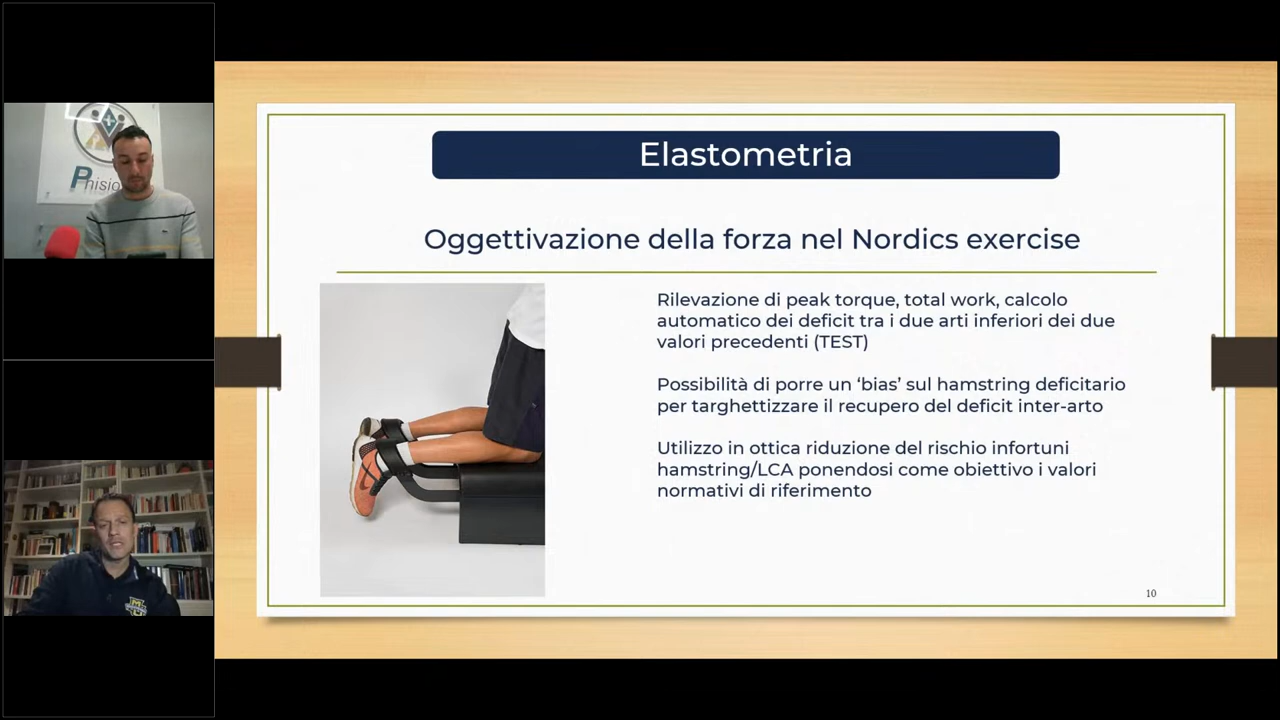 Elastometria
Oggettivazione della forza nel Nordics exercise
Rilevazione di peak torque, total work, calcolo
automatico dei deficit tra i due arti inferiori dei due
valori precedenti (TEST)
Possibilità di porre un ‘bias’ sul hamstring deficitario
per targhettizzare il recupero del deficit inter-arto
Utilizzo in ottica riduzione del rischio infortuni
hamstring/LCA ponendosi come obiettivo i valori
normativi di riferimento
10